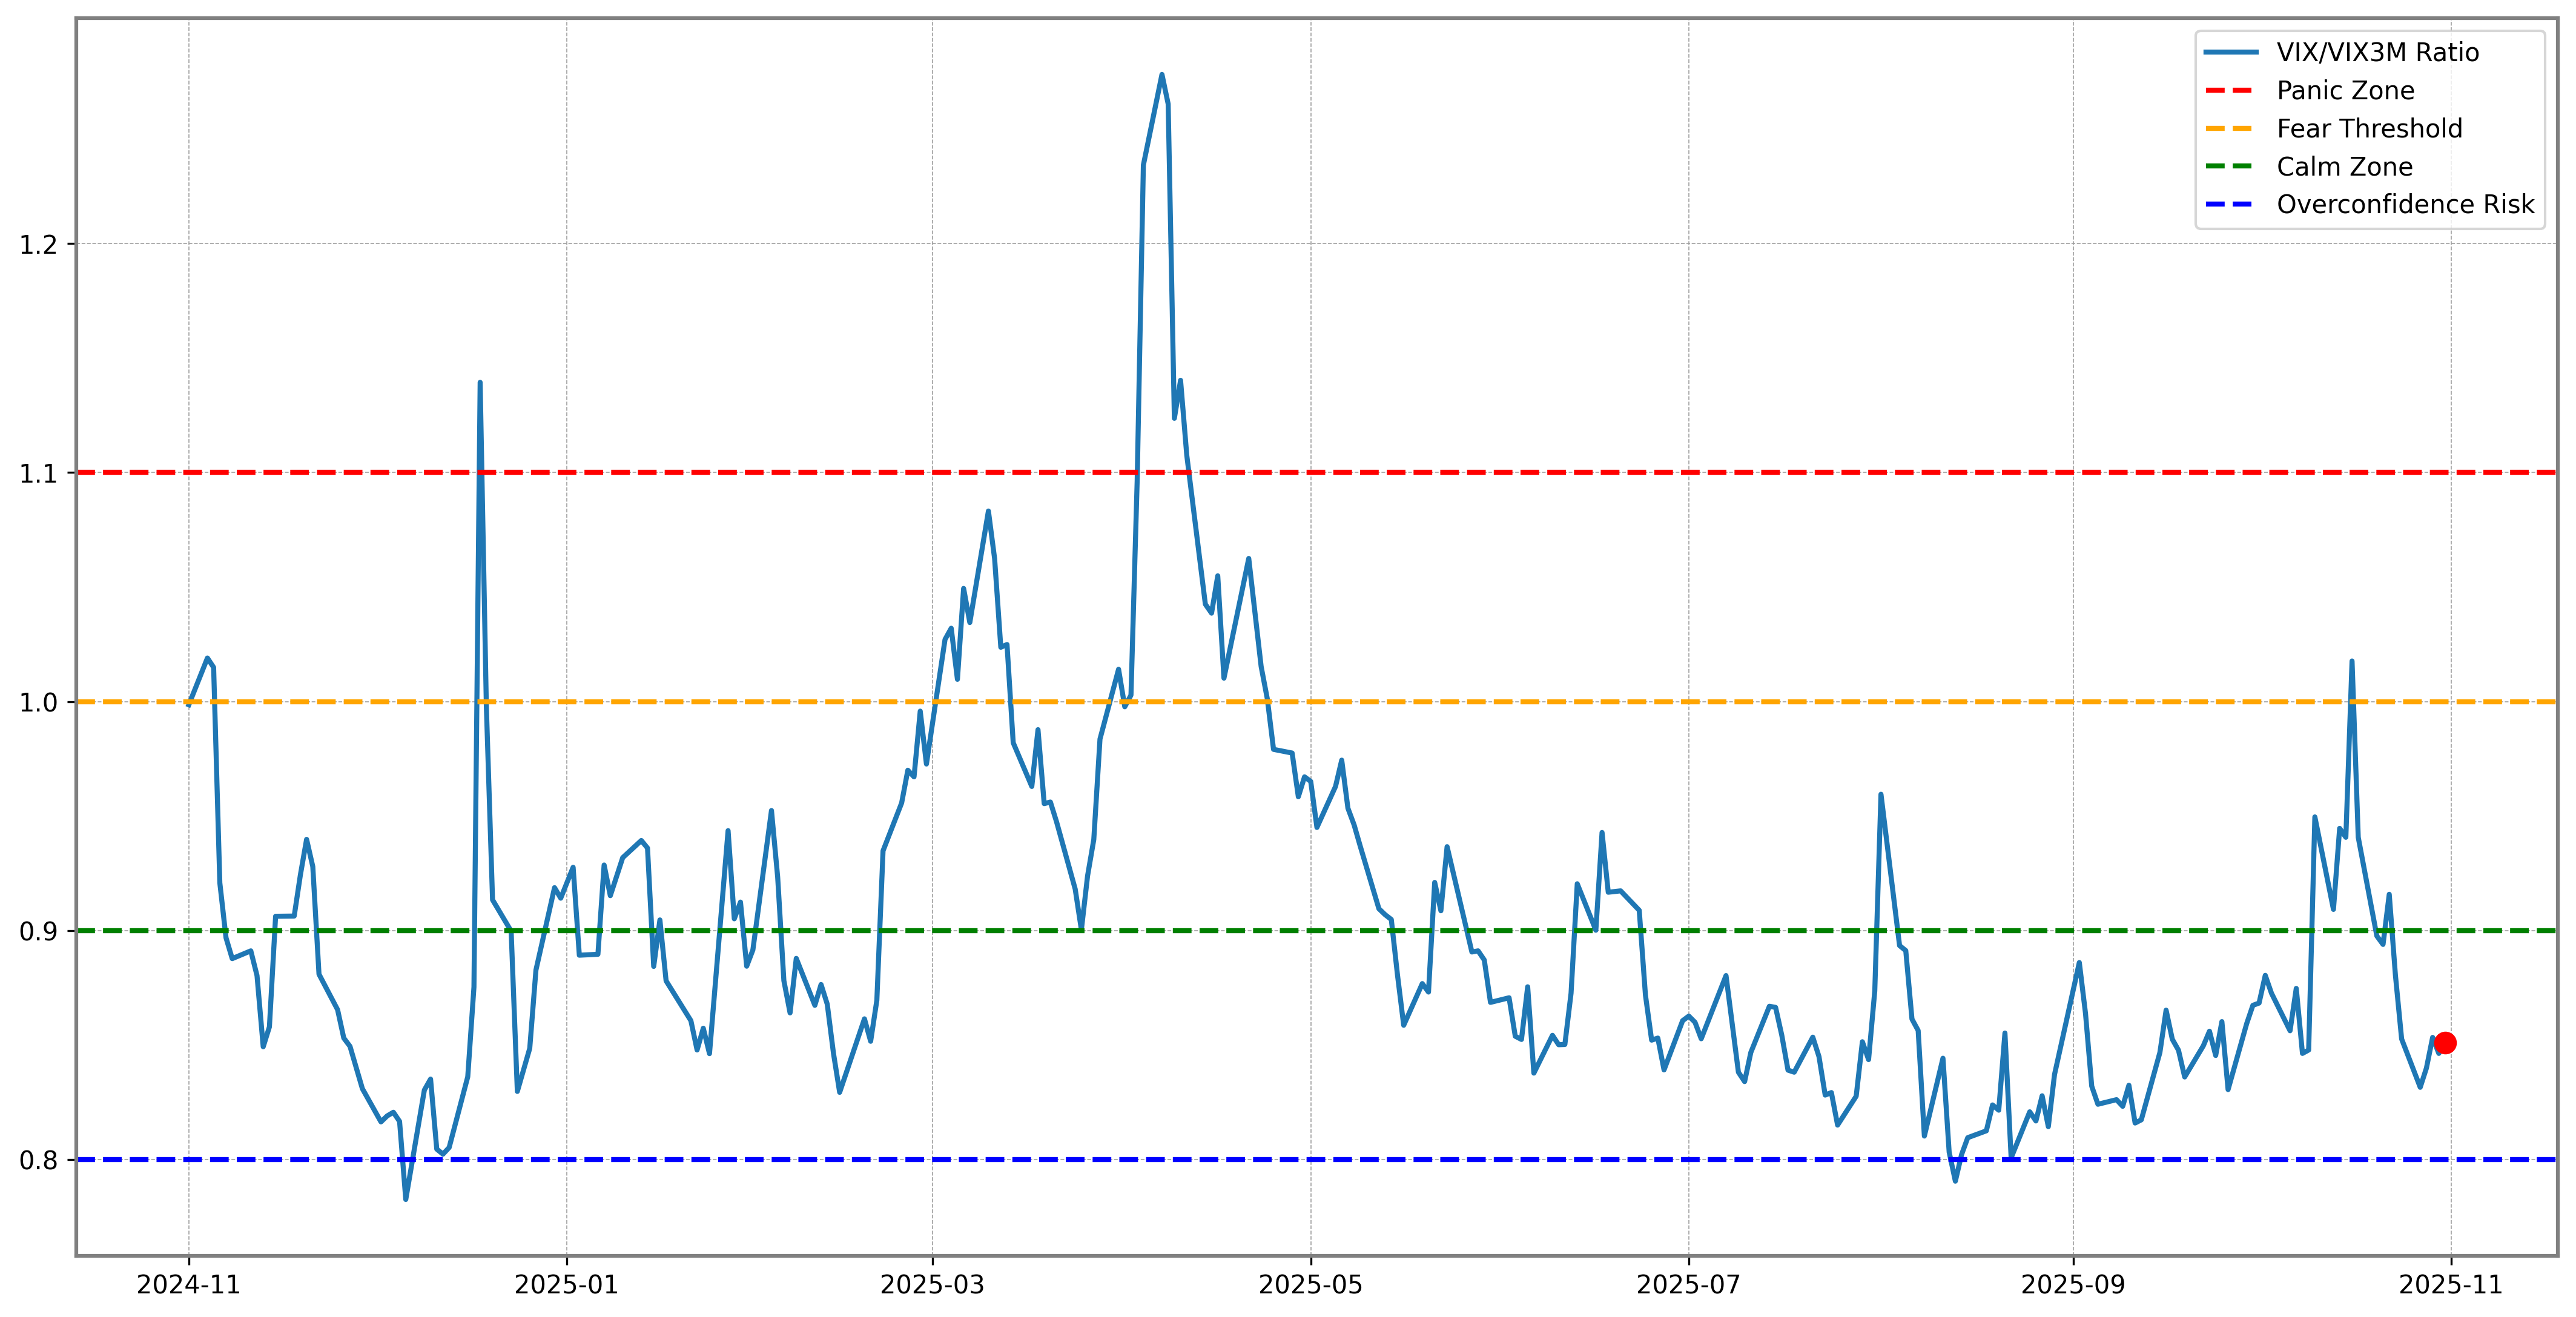 VIX/VIX3M Ratio
Panic Zone
Fear Threshold
Calm Zone
Overconfidence Risk
1.2
1.1
1.0
0.9
0.8
2024-11 2025-01 2025-03 2025-05 2025-07 2025-09 2025-11